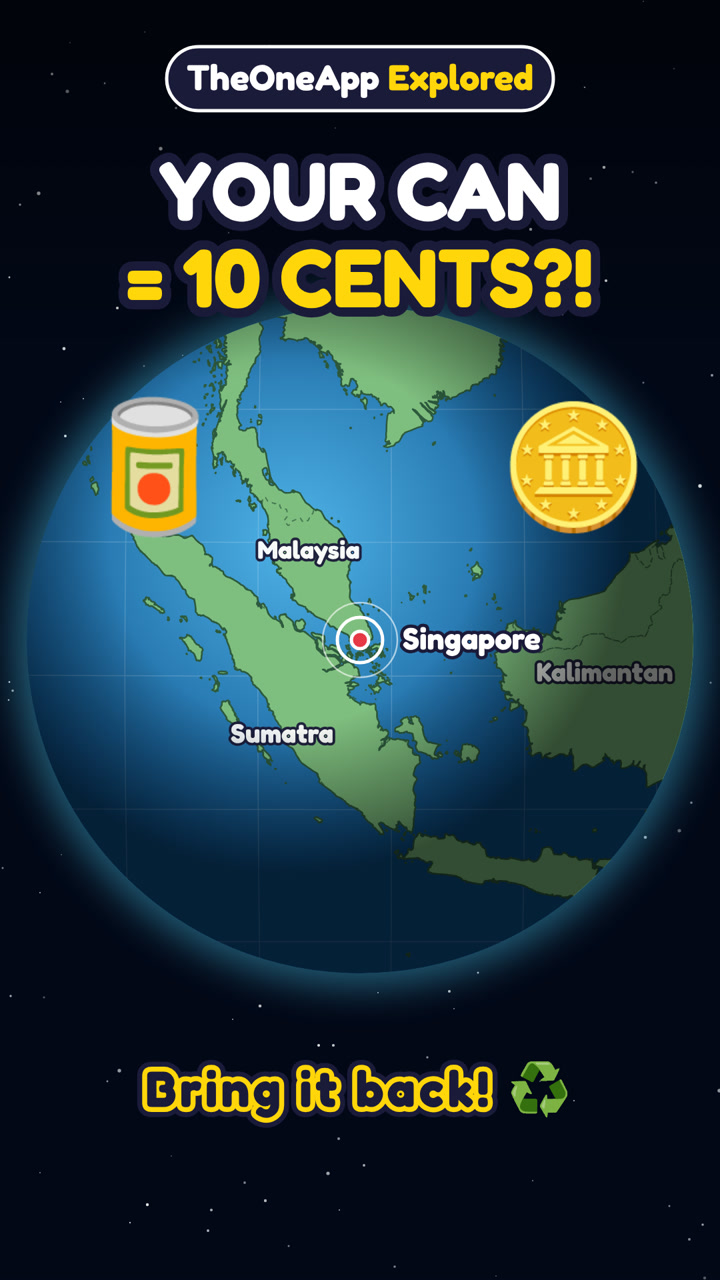 TheOneApp Explored
YOUR CAN
= 10 CENTS?!
Malaysia
Singapore
Kalimantan
Sumatra
Bring it back!